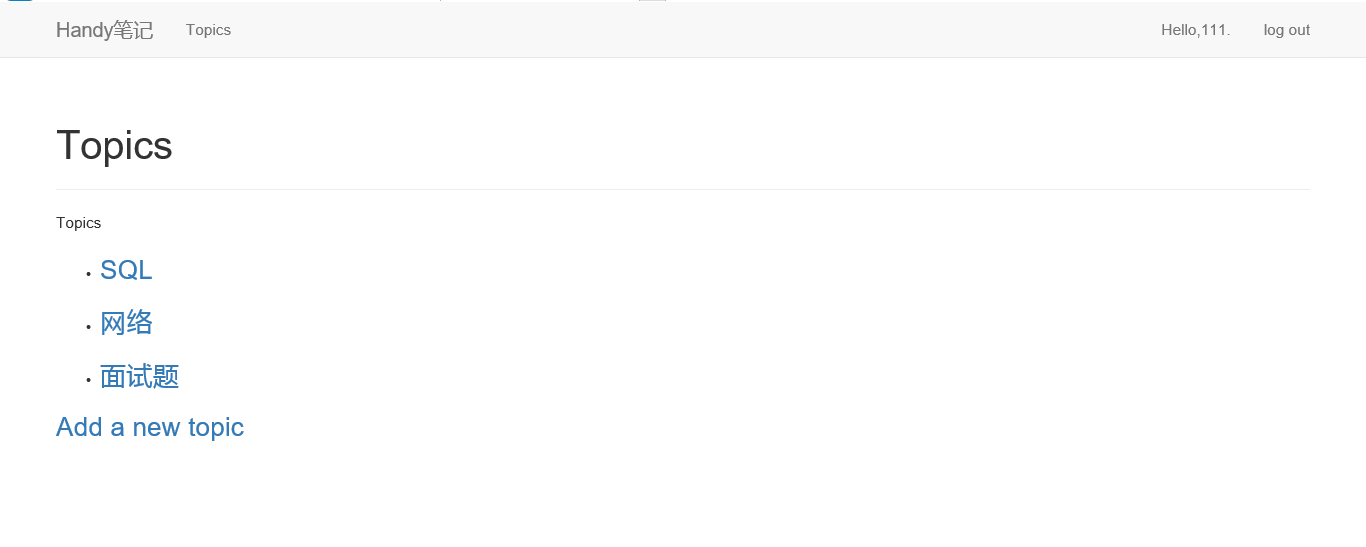 Handy笔记 Topics Hello,111. log out
Topics
Topics
SQL
网络
面试题
Add a new topic